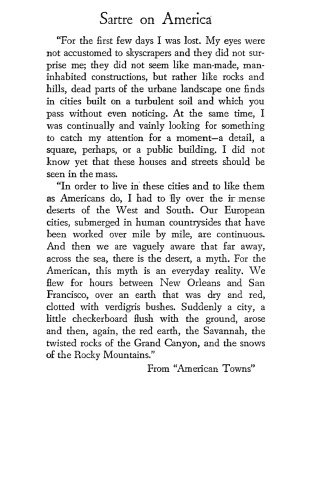 Sartre on America
"For the first few days I was lost. My eyes were
not accustomed to skyscrapers and they did not sur-
prise me; they did not seem like man-made, man-
inhabited constructions, but rather like rocks and
hills, dead parts of the urbane landscape one finds
in cities built on a turbulent soil and which you
pass without even noticing. At the same time, I
was continually and vainly looking for something
to catch my attention for a moment—a detail, a
square, perhaps, or a public building. I did not
know yet that these houses and streets should be
seen in the mass.
"In order to live in these cities and to like them
as Americans do, I had to fly over the immense
deserts of the West and South. Our European
cities, submerged in human countrysides that have
been worked over mile by mile, are continuous.
And then we are vaguely aware that far away,
across the sea, there is the desert, a myth. For the
American, this myth is an everyday reality. We
flew for hours between New Orleans and San
Francisco, over an earth that was dry and red,
clotted with verdigris bushes. Suddenly a city, a
little checkerboard flush with the ground, arose
and then, again, the red earth, the Savannah, the
twisted rocks of the Grand Canyon, and the snows
of the Rocky Mountains."
From "American Towns"